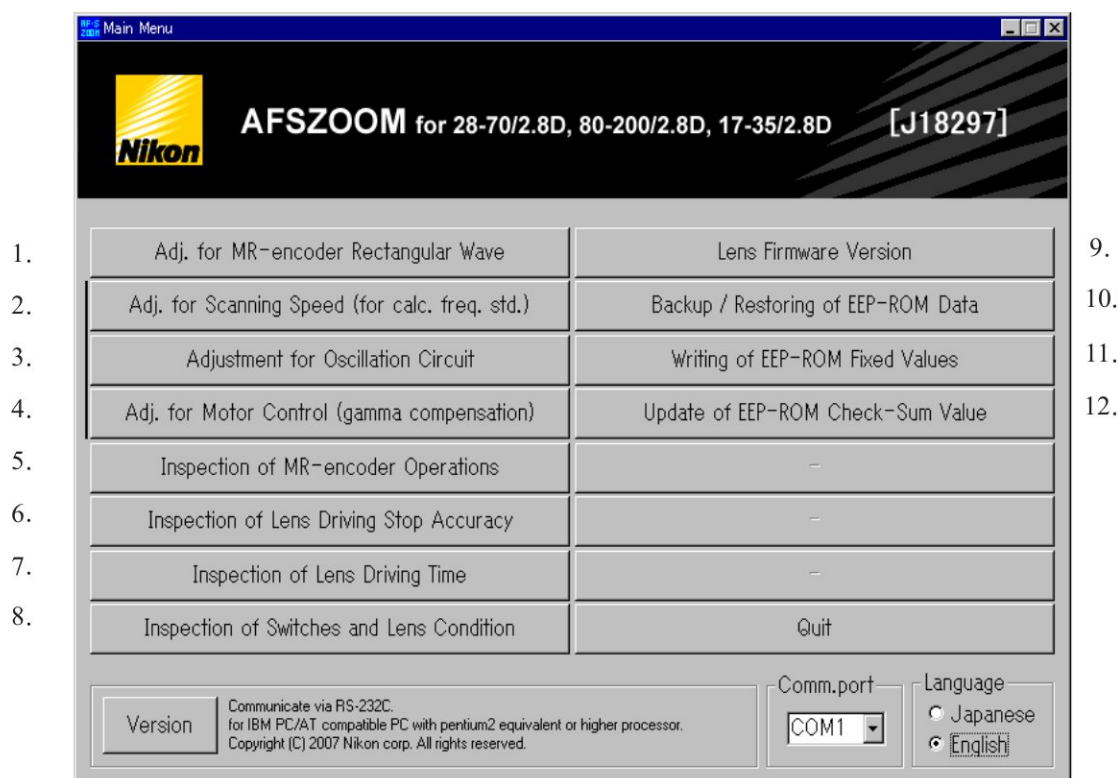 AF-S
ZOOM Main Menu
Nikon
AFSZOOM for 28-70/2.8D, 80-200/2.8D, 17-35/2.8D [J18297]
1. Adj. for MR-encoder Rectangular Wave Lens Firmware Version 9.
2. Adj. for Scanning Speed (for calc. freq. std.) Backup / Restoring of EEP-ROM Data 10.
3. Adjustment for Oscillation Circuit Writing of EEP-ROM Fixed Values 11.
4. Adj. for Motor Control (gamma compensation) Update of EEP-ROM Check-Sum Value 12.
5. Inspection of MR-encoder Operations -
6. Inspection of Lens Driving Stop Accuracy -
7. Inspection of Lens Driving Time -
8. Inspection of Switches and Lens Condition Quit
Version
Communicate via RS-232C.
for IBM PC/AT compatible PC with pentium2 equivalent or higher processor.
Copyright (C) 2007 Nikon corp. All rights reserved.
Comm.port
COM1
Language
Japanese
English